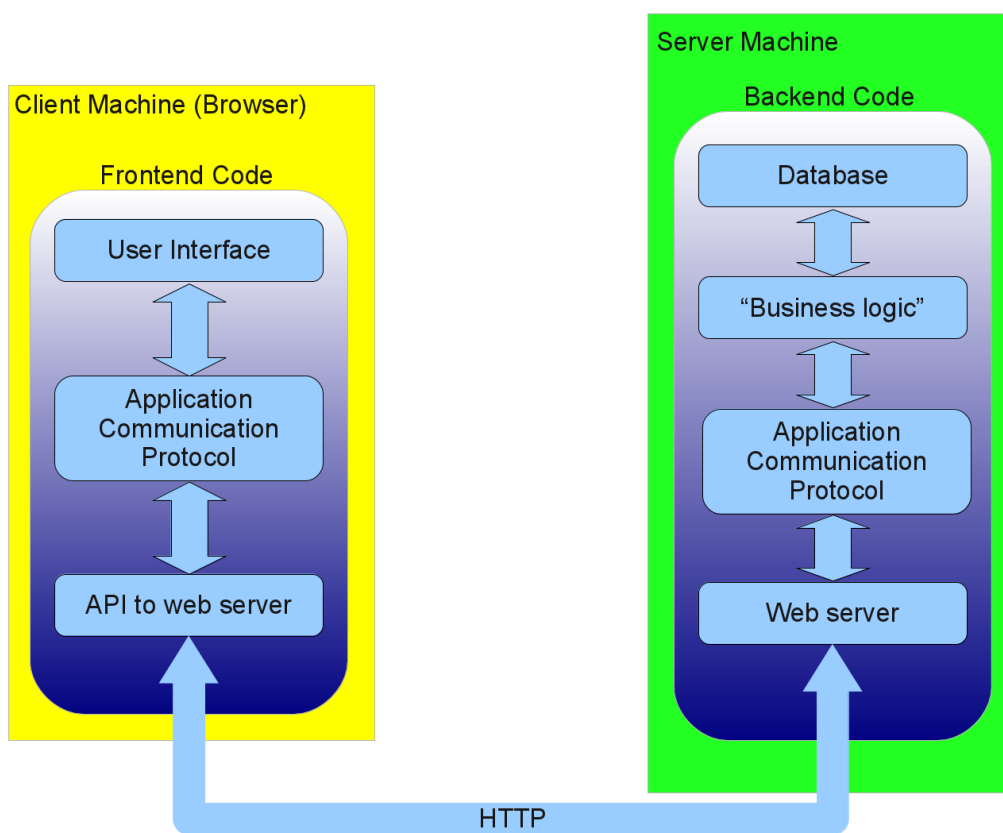 Client Machine (Browser)
Frontend Code
User Interface
Application
Communication
Protocol
API to web server
Server Machine
Backend Code
Database
“Business logic”
Application
Communication
Protocol
Web server
HTTP